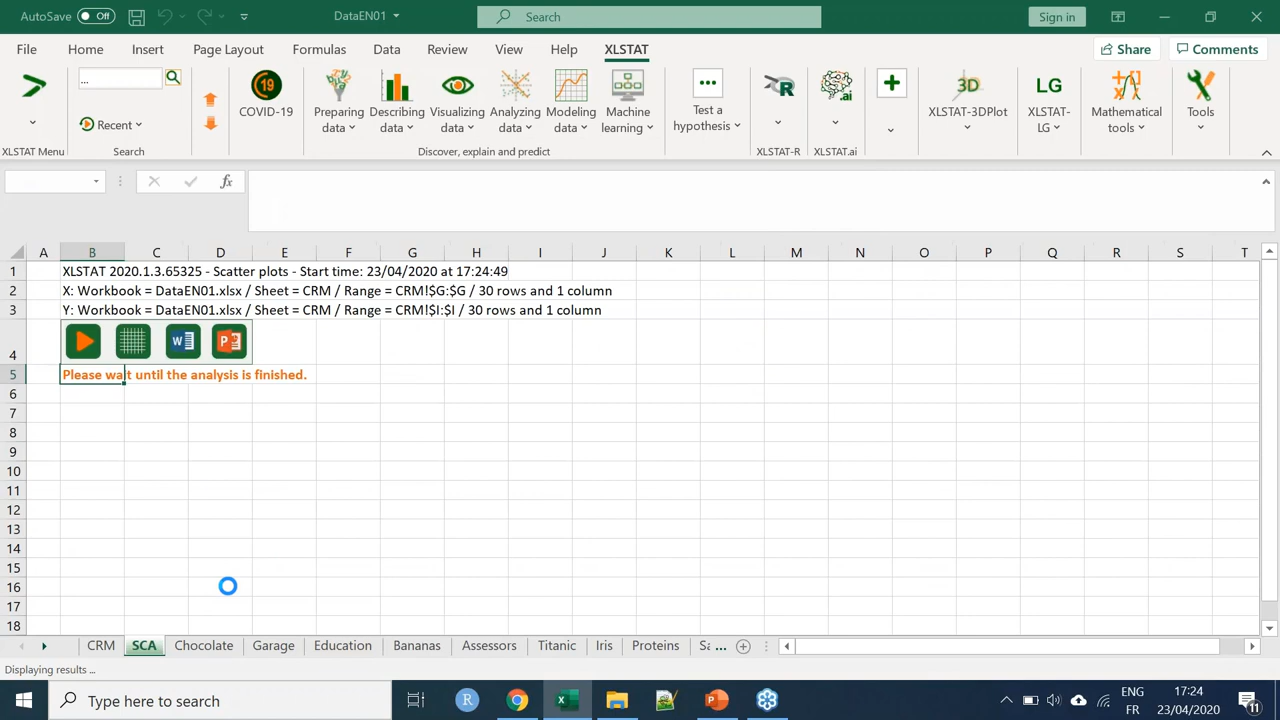 AutoSave Off DataEN01 Search Sign in
File Home Insert Page Layout Formulas Data Review View Help XLSTAT Share Comments
...
Recent
COVID-19
Preparing data
Describing data
Visualizing data
Analyzing data
Modeling data
Machine learning
Test a hypothesis
.ai
3D
XLSTAT-3DPlot
LG
XLSTAT-LG
Mathematical tools
Tools
XLSTAT Menu Search Discover, explain and predict XLSTAT-R XLSTAT.ai
fx
A B C D E F G H I J K L M N O P Q R S T
1 XLSTAT 2020.1.3.65325 - Scatter plots - Start time: 23/04/2020 at 17:24:49
2 X: Workbook = DataEN01.xlsx / Sheet = CRM / Range = CRM!$G:$G / 30 rows and 1 column
3 Y: Workbook = DataEN01.xlsx / Sheet = CRM / Range = CRM!$I:$I / 30 rows and 1 column
4
5 Please wait until the analysis is finished.
6
7
8
9
10
11
12
13
14
15
16
17
18
CRM SCA Chocolate Garage Education Bananas Assessors Titanic Iris Proteins Sa ...
Displaying results ...
Type here to search
ENG 17:24
FR 23/04/2020 11